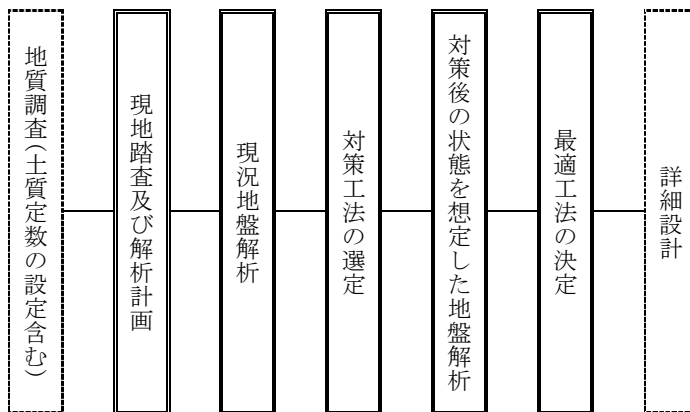 地質調査(土質定数の設定含む)
現地踏査及び解析計画
現況地盤解析
対策工法の選定
対策後の状態を想定した地盤解析
最適工法の決定
詳細設計